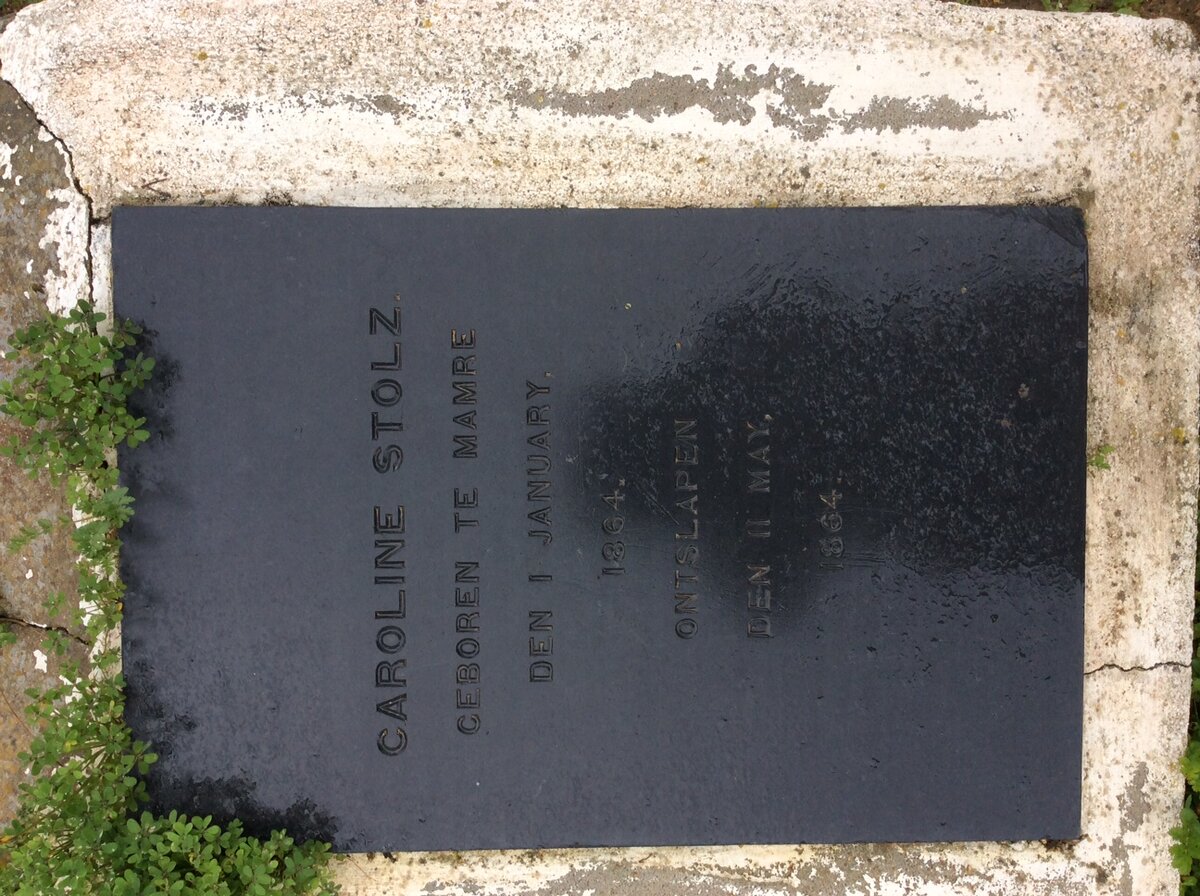 CAROLINE STOLZ.
GEBOREN TE MAMRE
DEN 1 JANUARY,
1864.
ONTSLAPEN
DEN 11 MAY,
1864.